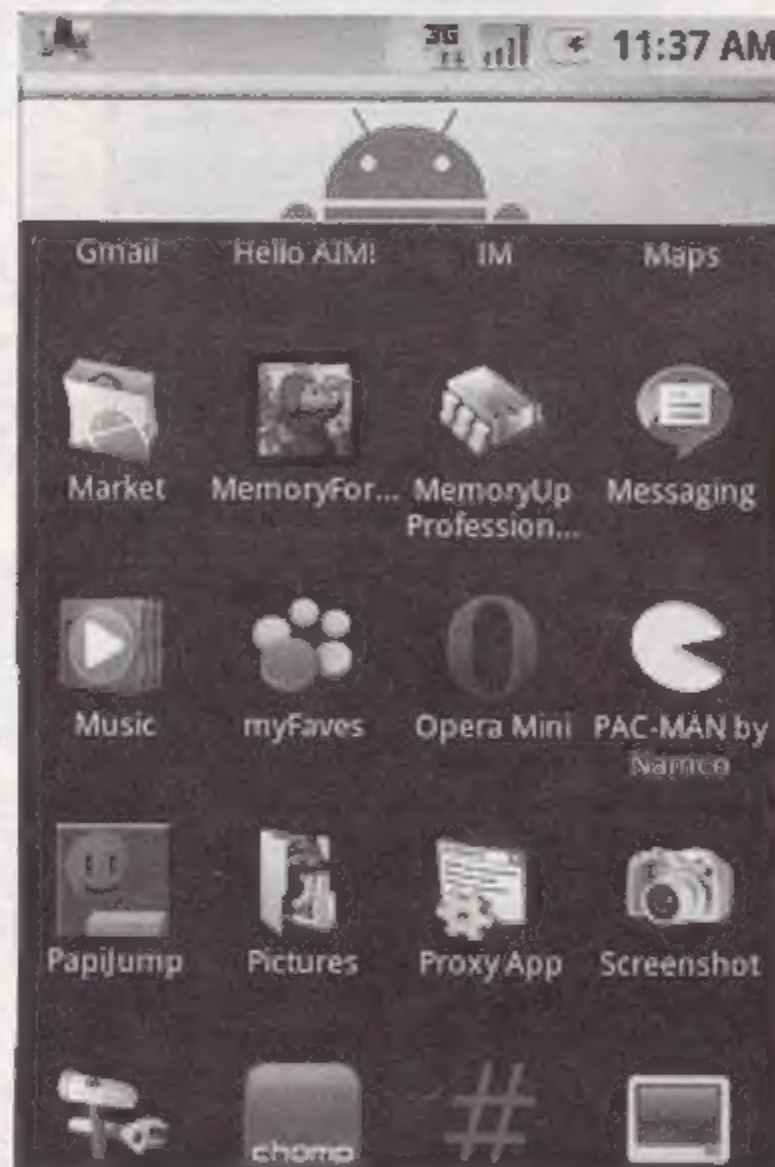 3G 11:37 AM
Gmail Hello AIM! IM Maps
Market MemoryFor... MemoryUp Messaging
Profession...
Music myFaves Opera Mini PAC-MAN by
Namco
PapiJump Pictures Proxy App Screenshot
chomp #